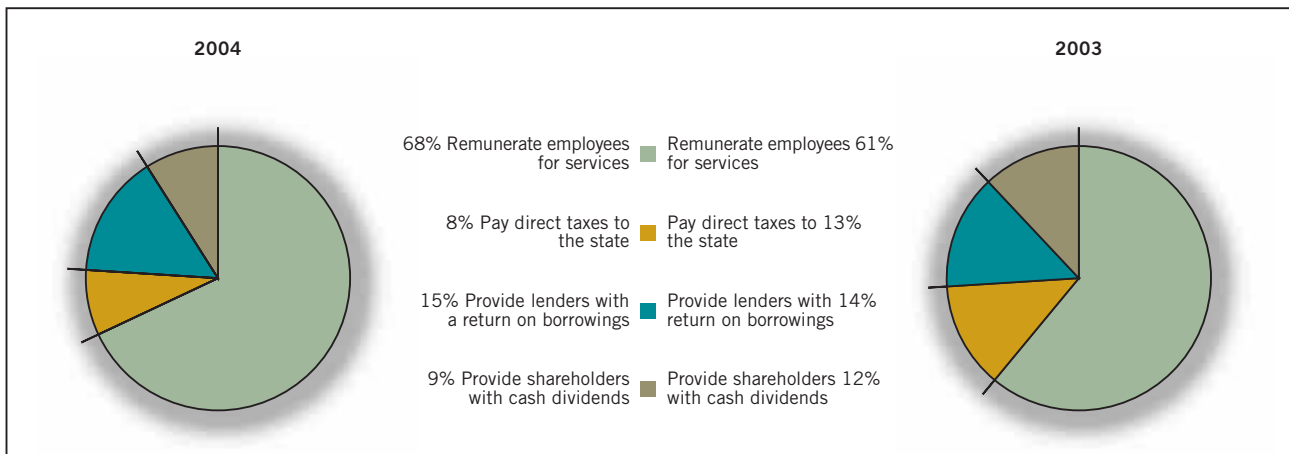 2004
2003
68% Remunerate employees
for services
Remunerate employees 61%
for services
8% Pay direct taxes to
the state
Pay direct taxes to 13%
the state
15% Provide lenders with
a return on borrowings
Provide lenders with 14%
return on borrowings
9% Provide shareholders
with cash dividends
Provide shareholders 12%
with cash dividends